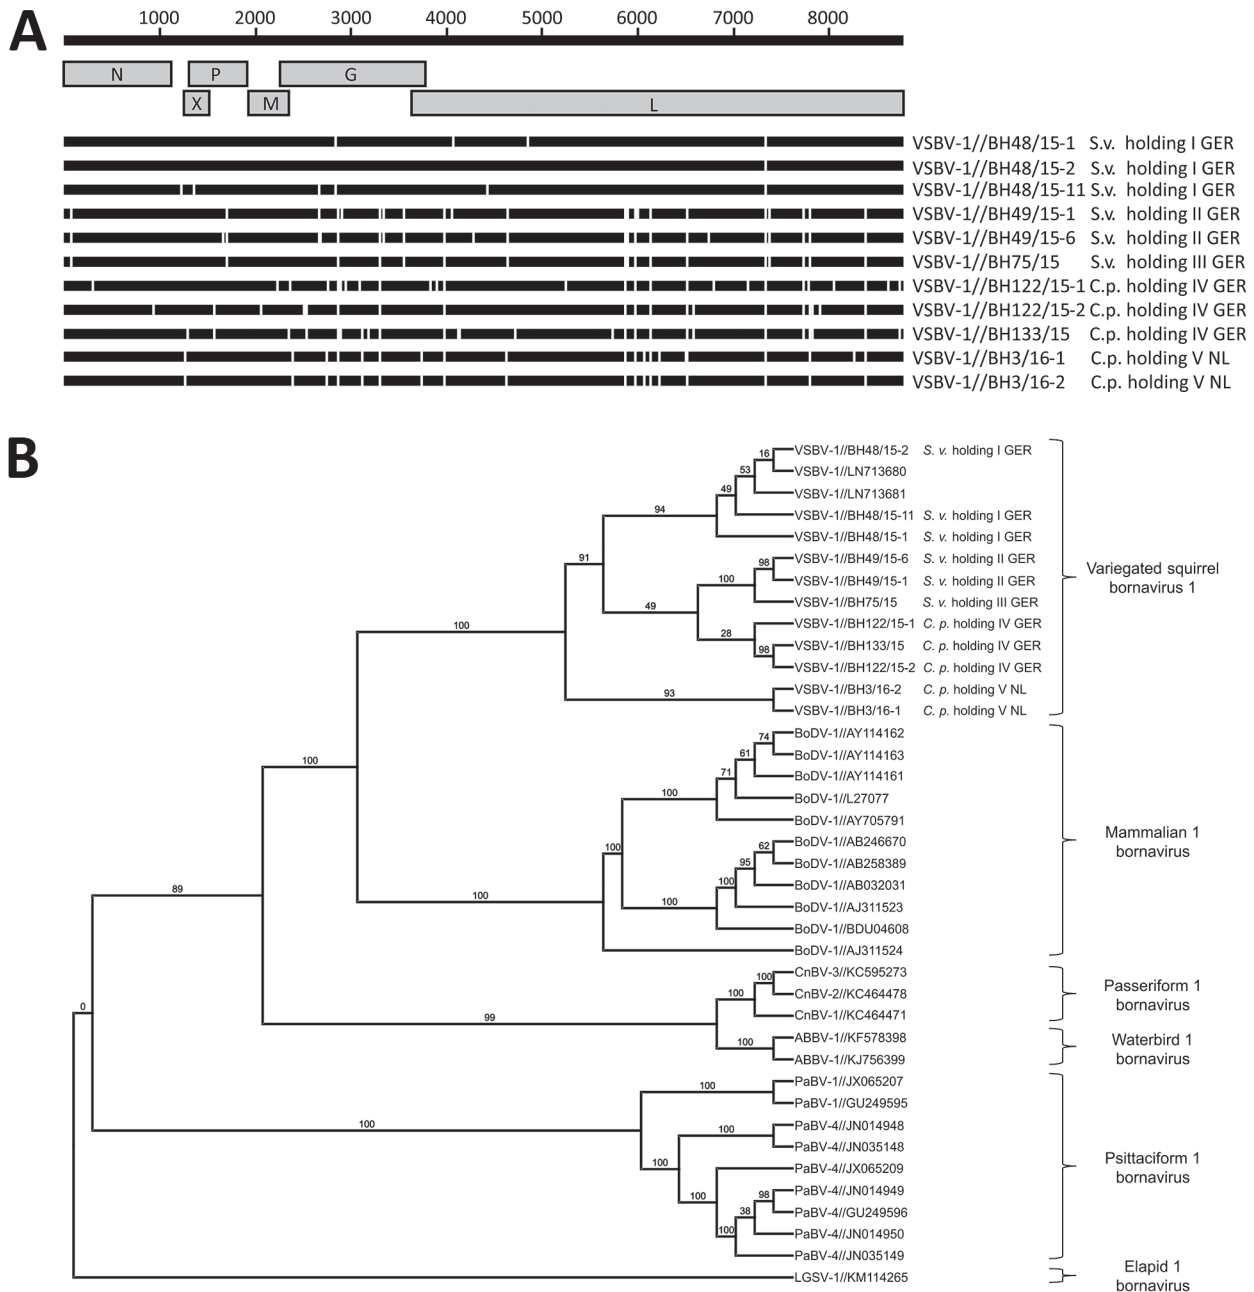 A
1000 2000 3000 4000 5000 6000 7000 8000
N P G
X M L
VSBV-1//BH48/15-1 S.v. holding I GER
VSBV-1//BH48/15-2 S.v. holding I GER
VSBV-1//BH48/15-11 S.v. holding I GER
VSBV-1//BH49/15-1 S.v. holding II GER
VSBV-1//BH49/15-6 S.v. holding II GER
VSBV-1//BH75/15 S.v. holding III GER
VSBV-1//BH122/15-1 C.p. holding IV GER
VSBV-1//BH122/15-2 C.p. holding IV GER
VSBV-1//BH133/15 C.p. holding IV GER
VSBV-1//BH3/16-1 C.p. holding V NL
VSBV-1//BH3/16-2 C.p. holding V NL
B
16 VSBV-1//BH48/15-2 S. v. holding I GER
53 VSBV-1//LN713680
49 VSBV-1//LN713681
94 VSBV-1//BH48/15-11 S. v. holding I GER
VSBV-1//BH48/15-1 S. v. holding I GER
91 98 VSBV-1//BH49/15-6 S. v. holding II GER
100 VSBV-1//BH49/15-1 S. v. holding II GER
49 VSBV-1//BH75/15 S. v. holding III GER
28 VSBV-1//BH122/15-1 C. p. holding IV GER
100 98 VSBV-1//BH133/15 C. p. holding IV GER
VSBV-1//BH122/15-2 C. p. holding IV GER
93 VSBV-1//BH3/16-2 C. p. holding V NL
VSBV-1//BH3/16-1 C. p. holding V NL
Variegated squirrel
bornavirus 1
74 BoDV-1//AY114162
61 BoDV-1//AY114163
100 71 BoDV-1//AY114161
100 BoDV-1//L27077
BoDV-1//AY705791
100 62 BoDV-1//AB246670
95 BoDV-1//AB258389
100 BoDV-1//AB032031
100 100 BoDV-1//AJ311523
BoDV-1//BDU04608
BoDV-1//AJ311524
Mammalian 1
bornavirus
89 100 CnBV-3//KC595273
100 CnBV-2//KC464478
99 CnBV-1//KC464471
Passeriform 1
bornavirus
0 100 ABBV-1//KF578398
ABBV-1//KJ756399
Waterbird 1
bornavirus
100 PaBV-1//JX065207
PaBV-1//GU249595
100 100 PaBV-4//JN014948
PaBV-4//JN035148
100 PaBV-4//JX065209
100 98 PaBV-4//JN014949
38 PaBV-4//GU249596
100 PaBV-4//JN014950
PaBV-4//JN035149
Psittaciform 1
bornavirus
LGSV-1//KM114265
Elapid 1
bornavirus